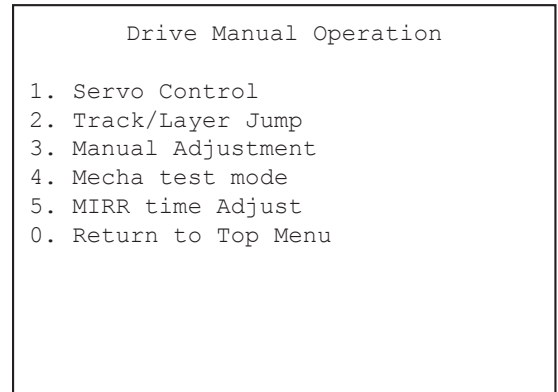 Drive Manual Operation
1. Servo Control
2. Track/Layer Jump
3. Manual Adjustment
4. Mecha test mode
5. MIRR time Adjust
0. Return to Top Menu